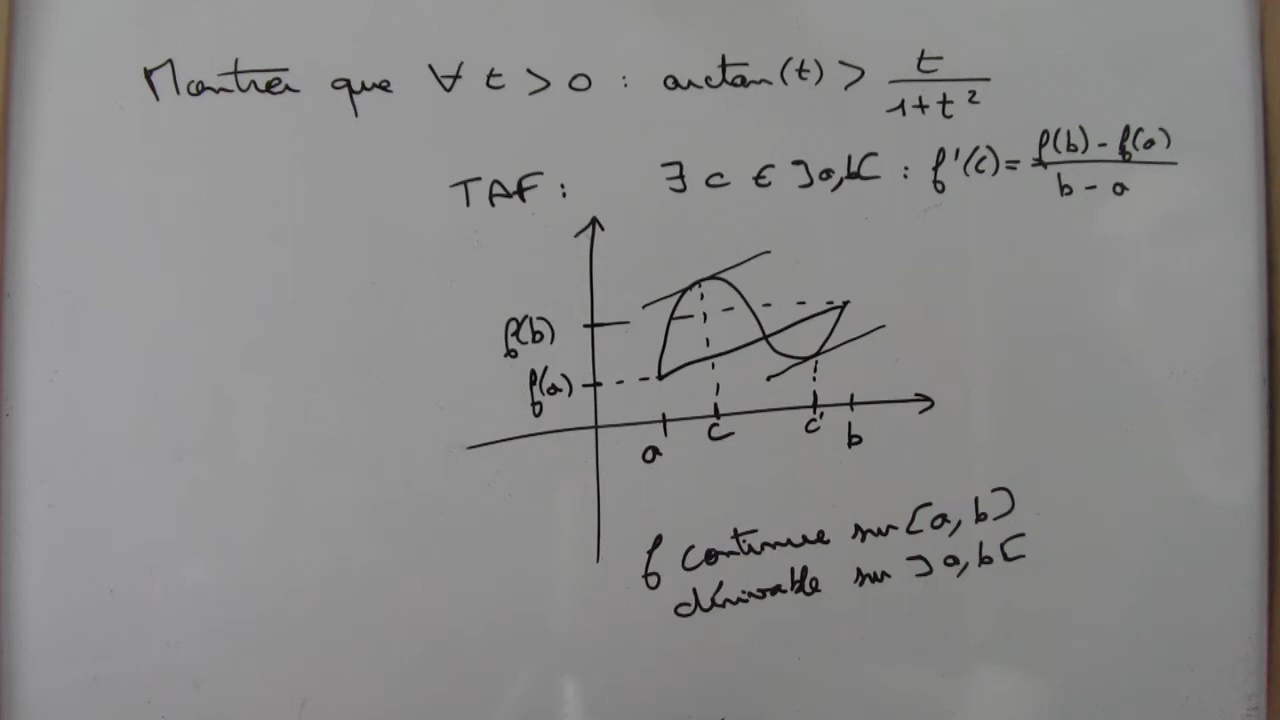 Montrer que ∀ t > 0 : arctan(t) > t / (1+t²)
TAF : ∃ c ∈ ]a,b[ : f'(c) = (f(b) - f(a)) / (b - a)
f(b)
f(a)
a c c' b
f continue sur [a,b]
dérivable sur ]a,b[